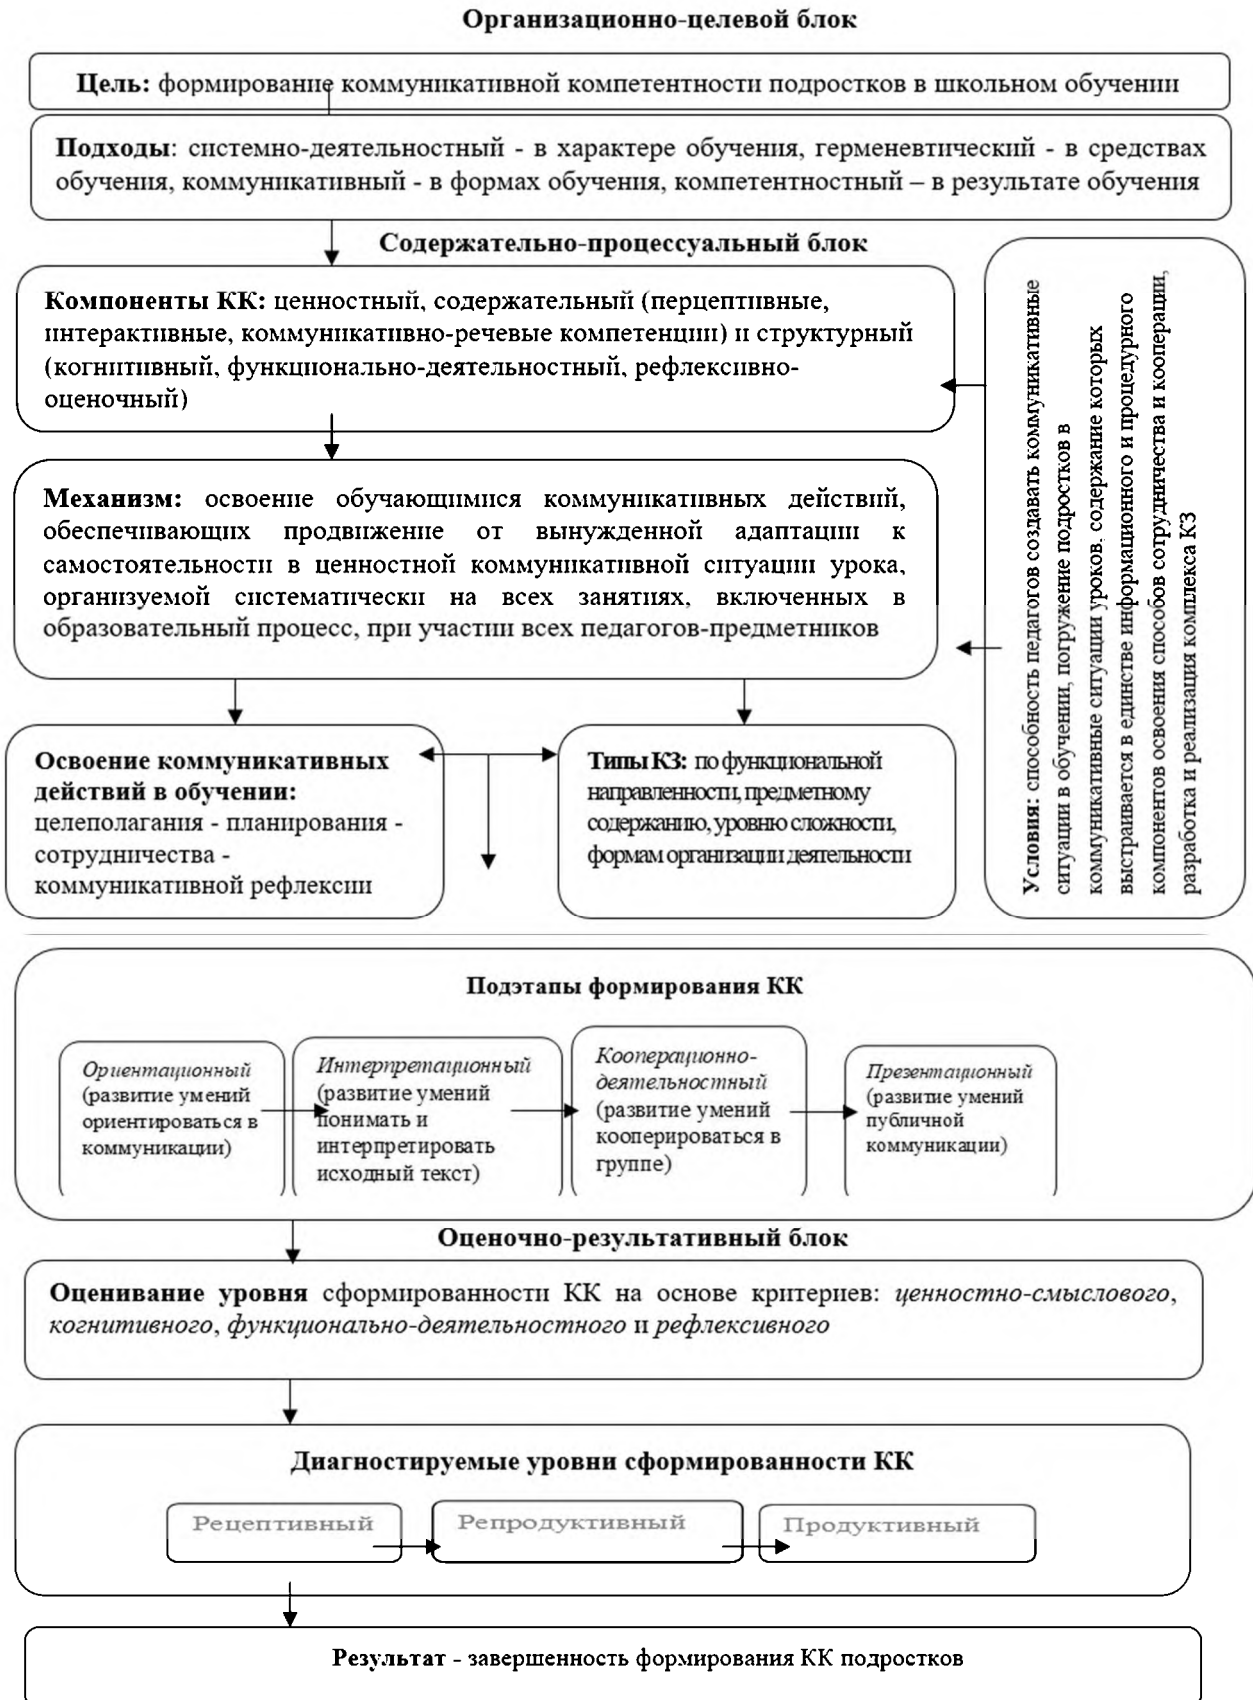 Организационно-целевой блок
Цель: формирование коммуникативной компетентности подростков в школьном обучении
Подходы: системно-деятельностный - в характере обучения, герменевтический - в средствах
обучения, коммуникативный - в формах обучения, компетентностный – в результате обучения
Содержательно-процессуальный блок
Компоненты КК: ценностный, содержательный (перцептивные,
интерактивные, коммуникативно-речевые компетенции) и структурный
(когнитивный, функционально-деятельностный, рефлексивно-
оценочный)
Механизм: освоение обучающимися коммуникативных действий,
обеспечивающих продвижение от вынужденной адаптации к
самостоятельности в ценностной коммуникативной ситуации урока,
организуемой систематически на всех занятиях, включенных в
образовательный процесс, при участии всех педагогов-предметников
Освоение коммуникативных
действий в обучении:
целеполагания - планирования -
сотрудничества -
коммуникативной рефлексии
Типы КЗ: по функциональной
направленности, предметному
содержанию, уровню сложности,
формам организации деятельности
Условия: способность педагогов создавать коммуникативные
ситуации в обучении, погружение подростков в
коммуникативные ситуации уроков. содержание которых
выстраивается в единстве информационного и процедурного
компонентов освоения способов сотрудничества и кооперации,
разработка и реализация комплекса КЗ
Подэтапы формирования КК
Ориентационный
(развитие умений
ориентироваться в
коммуникации)
Интерпретационный
(развитие умений
понимать и
интерпретировать
исходный текст)
Кооперационно-
деятельностный
(развитие умений
кооперироваться в
группе)
Презентационный
(развитие умений
публичной
коммуникации)
Оценочно-результативный блок
Оценивание уровня сформированности КК на основе критериев: ценностно-смыслового,
когнитивного, функционально-деятельностного и рефлексивного
Диагностируемые уровни сформированности КК
Рецептивный
Репродуктивный
Продуктивный
Результат - завершенность формирования КК подростков